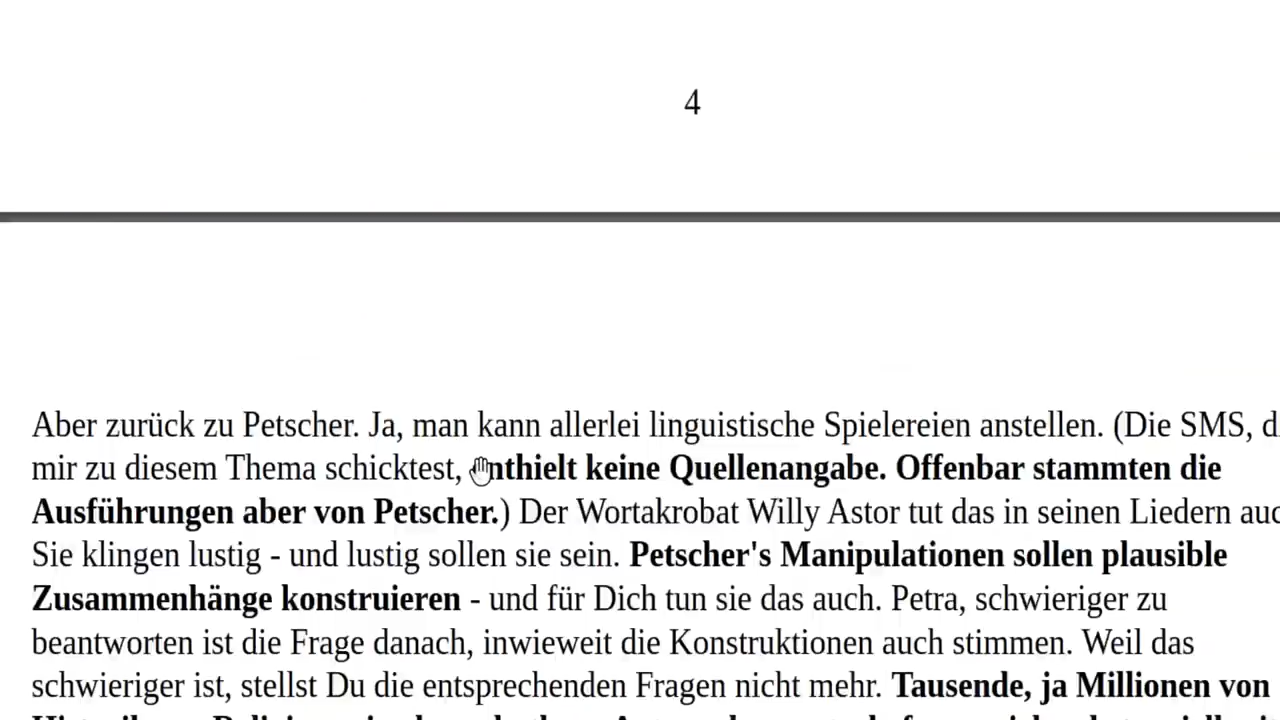 4
Aber zurück zu Petscher. Ja, man kann allerlei linguistische Spielereien anstellen. (Die SMS,
mir zu diesem Thema schicktest, enthielt keine Quellenangabe. Offenbar stammten die
Ausführungen aber von Petscher.) Der Wortakrobat Willy Astor tut das in seinen Liedern
Sie klingen lustig - und lustig sollen sie sein. Petscher's Manipulationen sollen plausible
Zusammenhänge konstruieren - und für Dich tun sie das auch. Petra, schwieriger zu
beantworten ist die Frage danach, inwieweit die Konstruktionen auch stimmen. Weil das
schwieriger ist, stellst Du die entsprechenden Fragen nicht mehr. Tausende, ja Millionen von